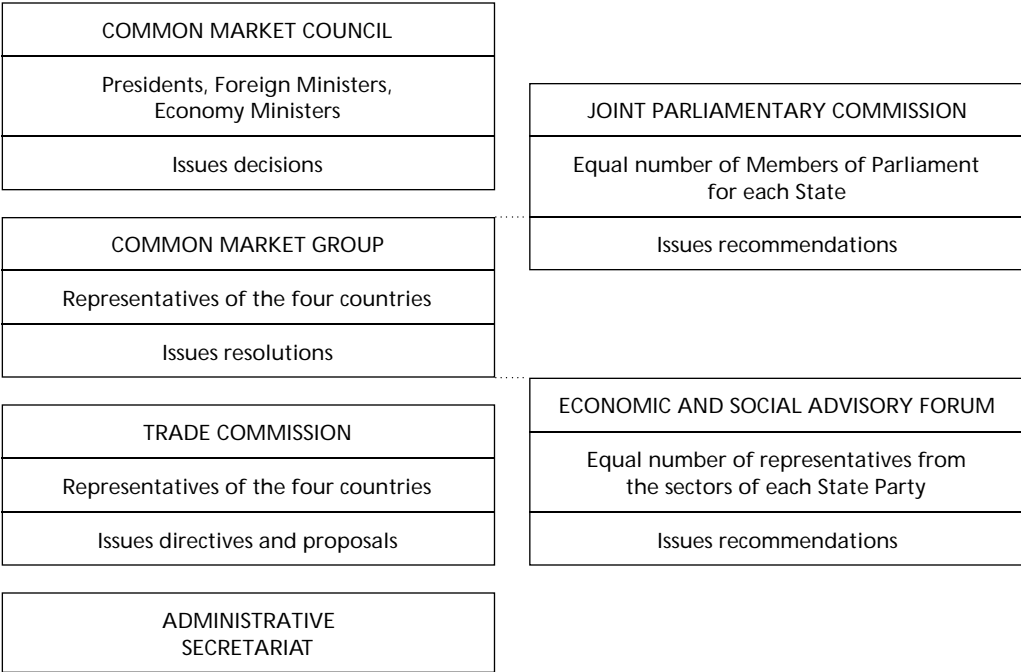 COMMON MARKET COUNCIL
Presidents, Foreign Ministers,
Economy Ministers
Issues decisions
COMMON MARKET GROUP
Representatives of the four countries
Issues resolutions
TRADE COMMISSION
Representatives of the four countries
Issues directives and proposals
ADMINISTRATIVE
SECRETARIAT
JOINT PARLIAMENTARY COMMISSION
Equal number of Members of Parliament
for each State
Issues recommendations
ECONOMIC AND SOCIAL ADVISORY FORUM
Equal number of representatives from
the sectors of each State Party
Issues recommendations